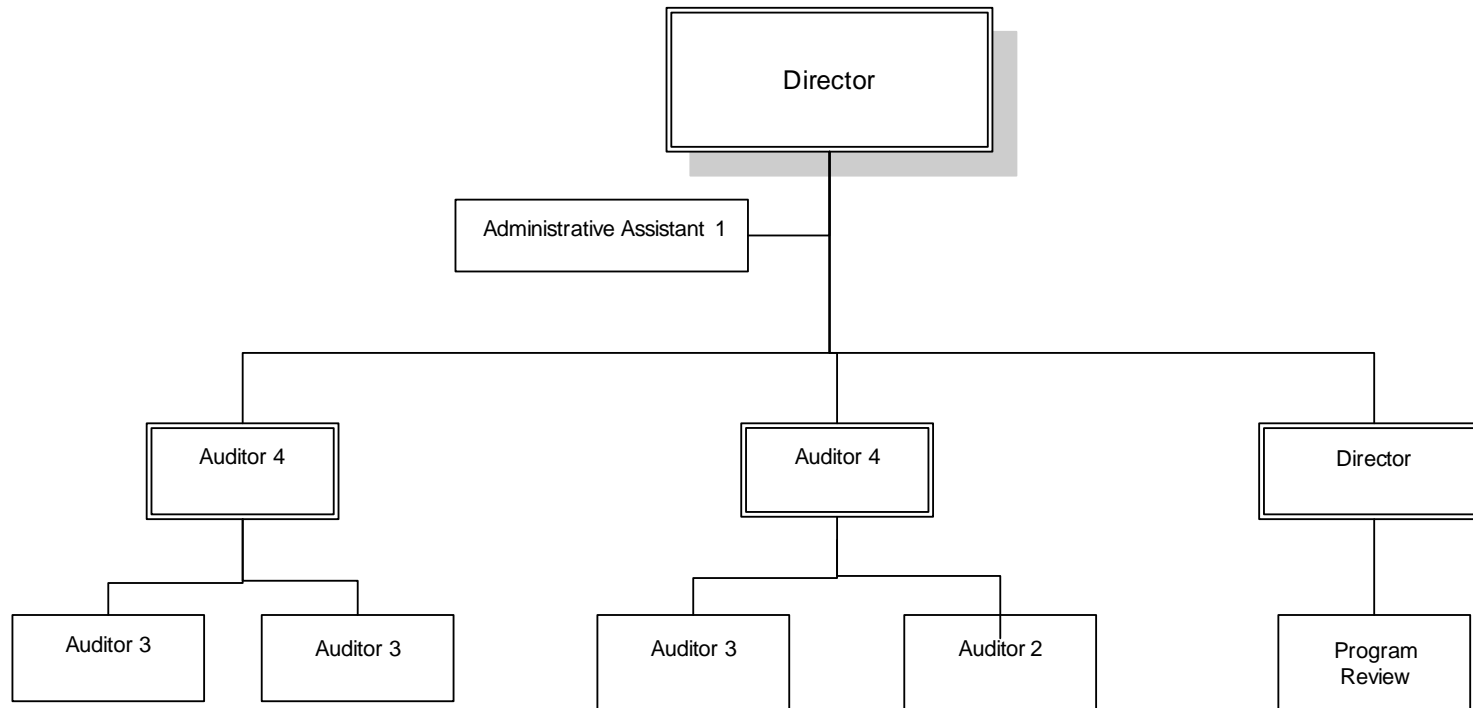 Director
Administrative Assistant 1
Auditor 4
Auditor 4
Director
Auditor 3
Auditor 3
Auditor 3
Auditor 2
Program
Review